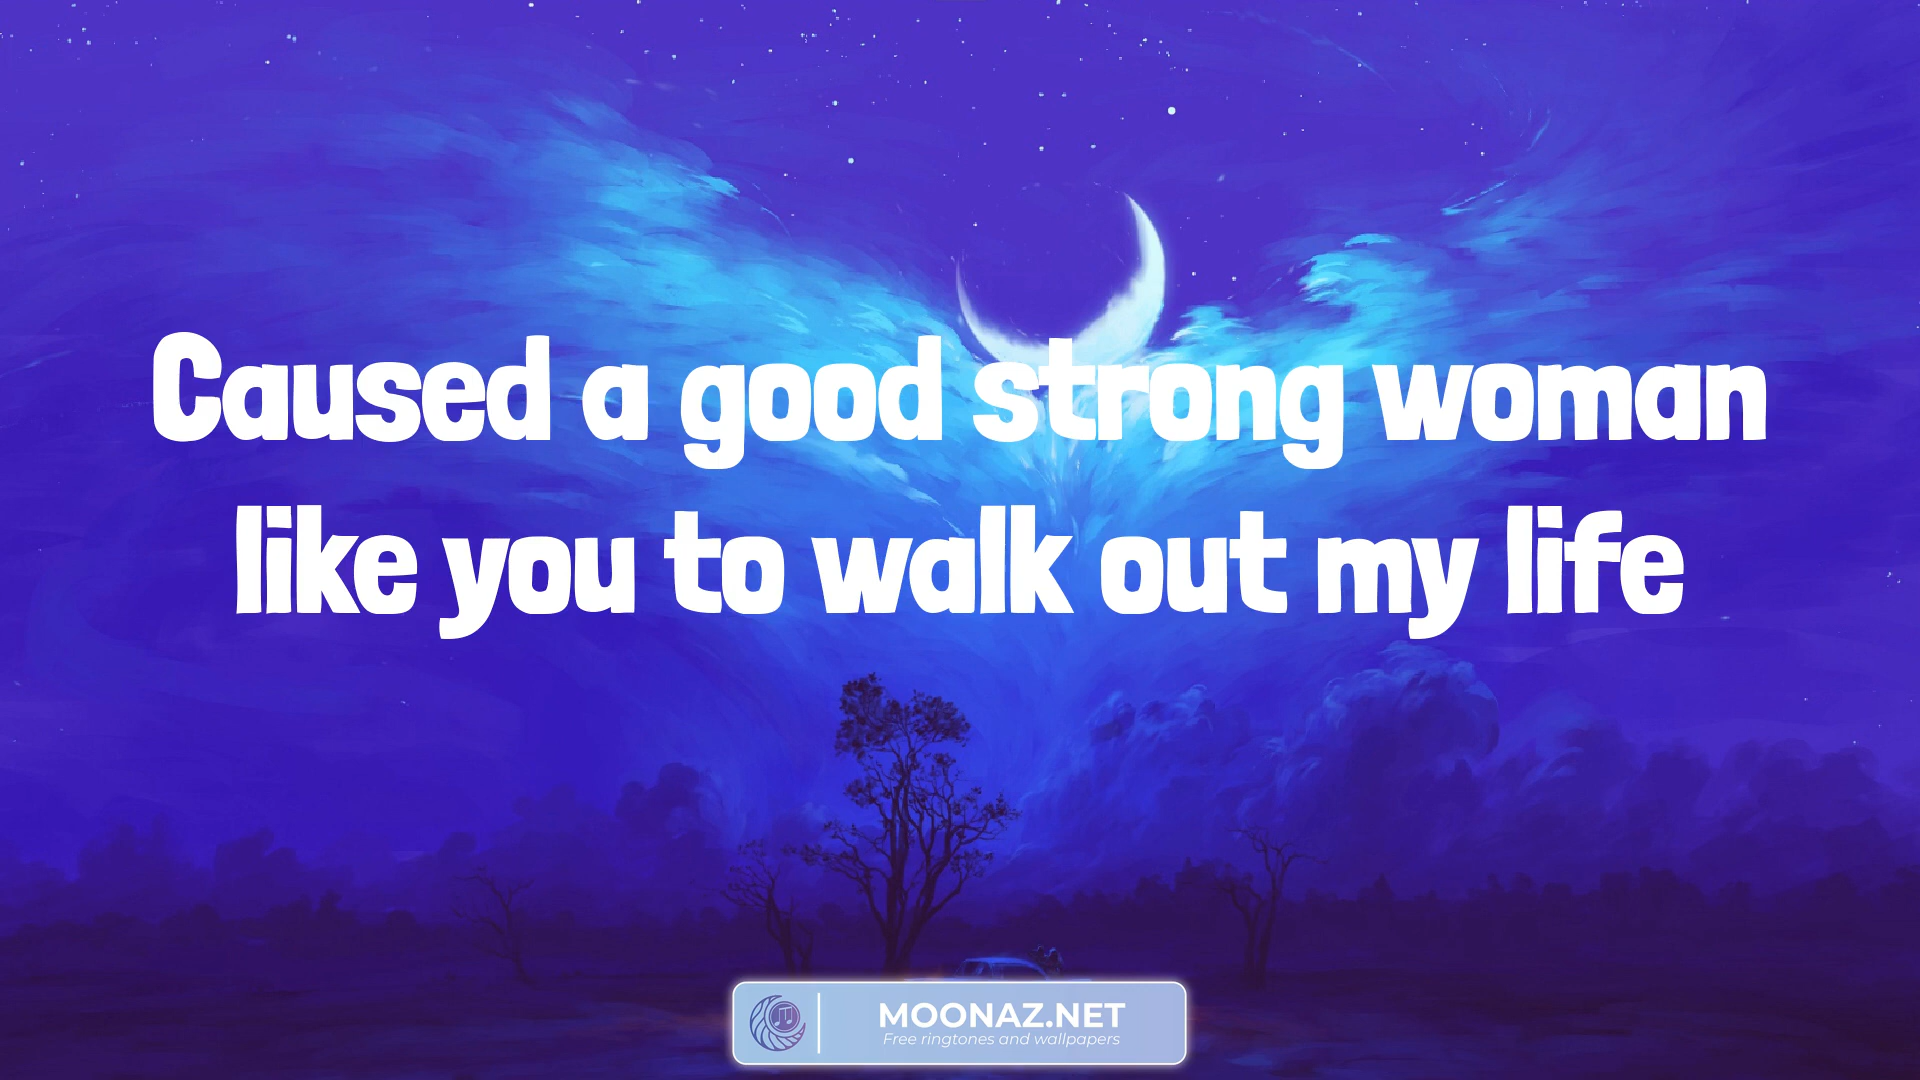 Caused a good strong woman
like you to walk out my life
MOONAZ.NET
Free ringtones and wallpapers